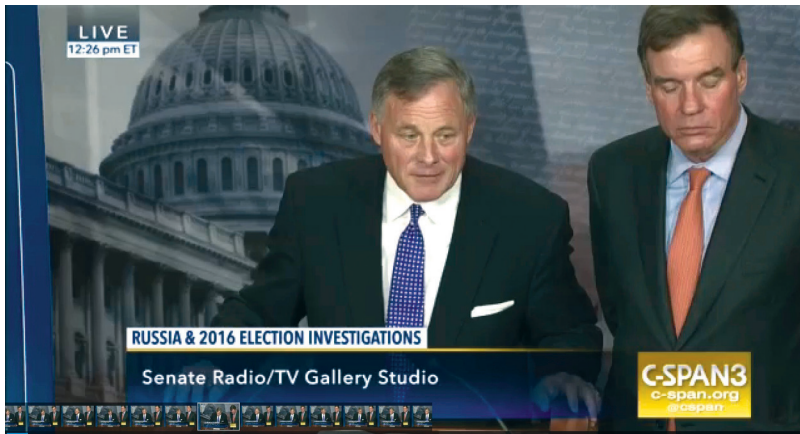 LIVE
12:26 pm ET
RUSSIA & 2016 ELECTION INVESTIGATIONS
Senate Radio/TV Gallery Studio
C-SPAN3
c-span.org
@cspan